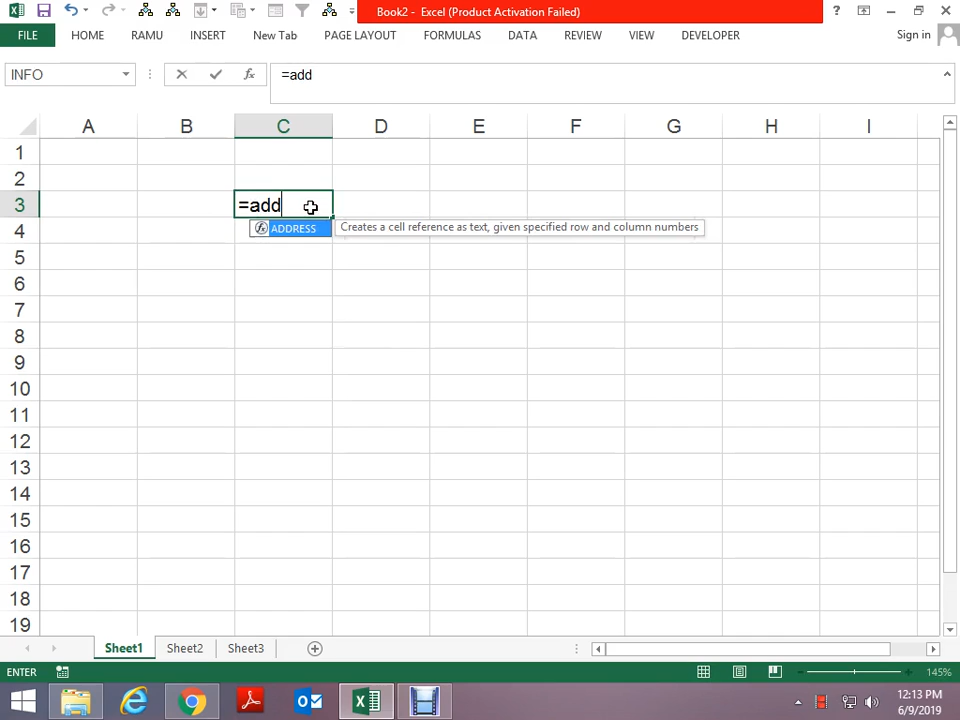 Book2 - Excel (Product Activation Failed)
?
FILE HOME RAMU INSERT New Tab PAGE LAYOUT FORMULAS DATA REVIEW VIEW DEVELOPER Sign in
INFO fx =add
A B C D E F G H I
1
2
3 =add
fx ADDRESS Creates a cell reference as text, given specified row and column numbers
4
5
6
7
8
9
10
11
12
13
14
15
16
17
18
19
Sheet1 Sheet2 Sheet3
ENTER 145%
12:13 PM
6/9/2019